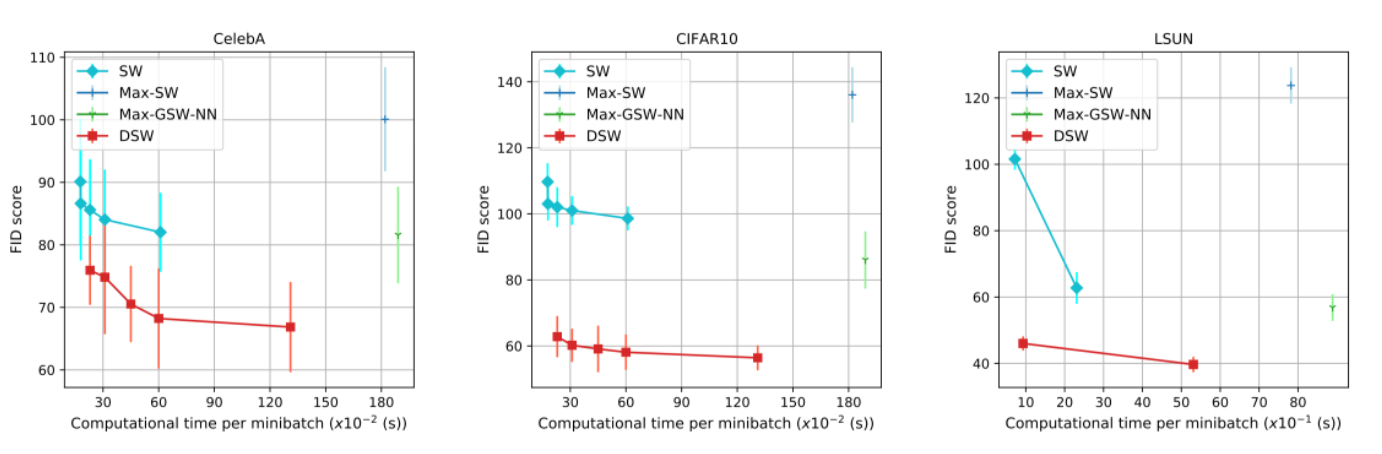 CelebA
110
100
90
80
70
60
FID score
SW
Max-SW
Max-GSW-NN
DSW
30 60 90 120 150 180
Computational time per minibatch (x10⁻² (s))
CIFAR10
140
120
100
80
60
FID score
SW
Max-SW
Max-GSW-NN
DSW
30 60 90 120 150 180
Computational time per minibatch (x10⁻² (s))
LSUN
120
100
80
60
40
FID score
SW
Max-SW
Max-GSW-NN
DSW
10 20 30 40 50 60 70 80
Computational time per minibatch (x10⁻¹ (s))